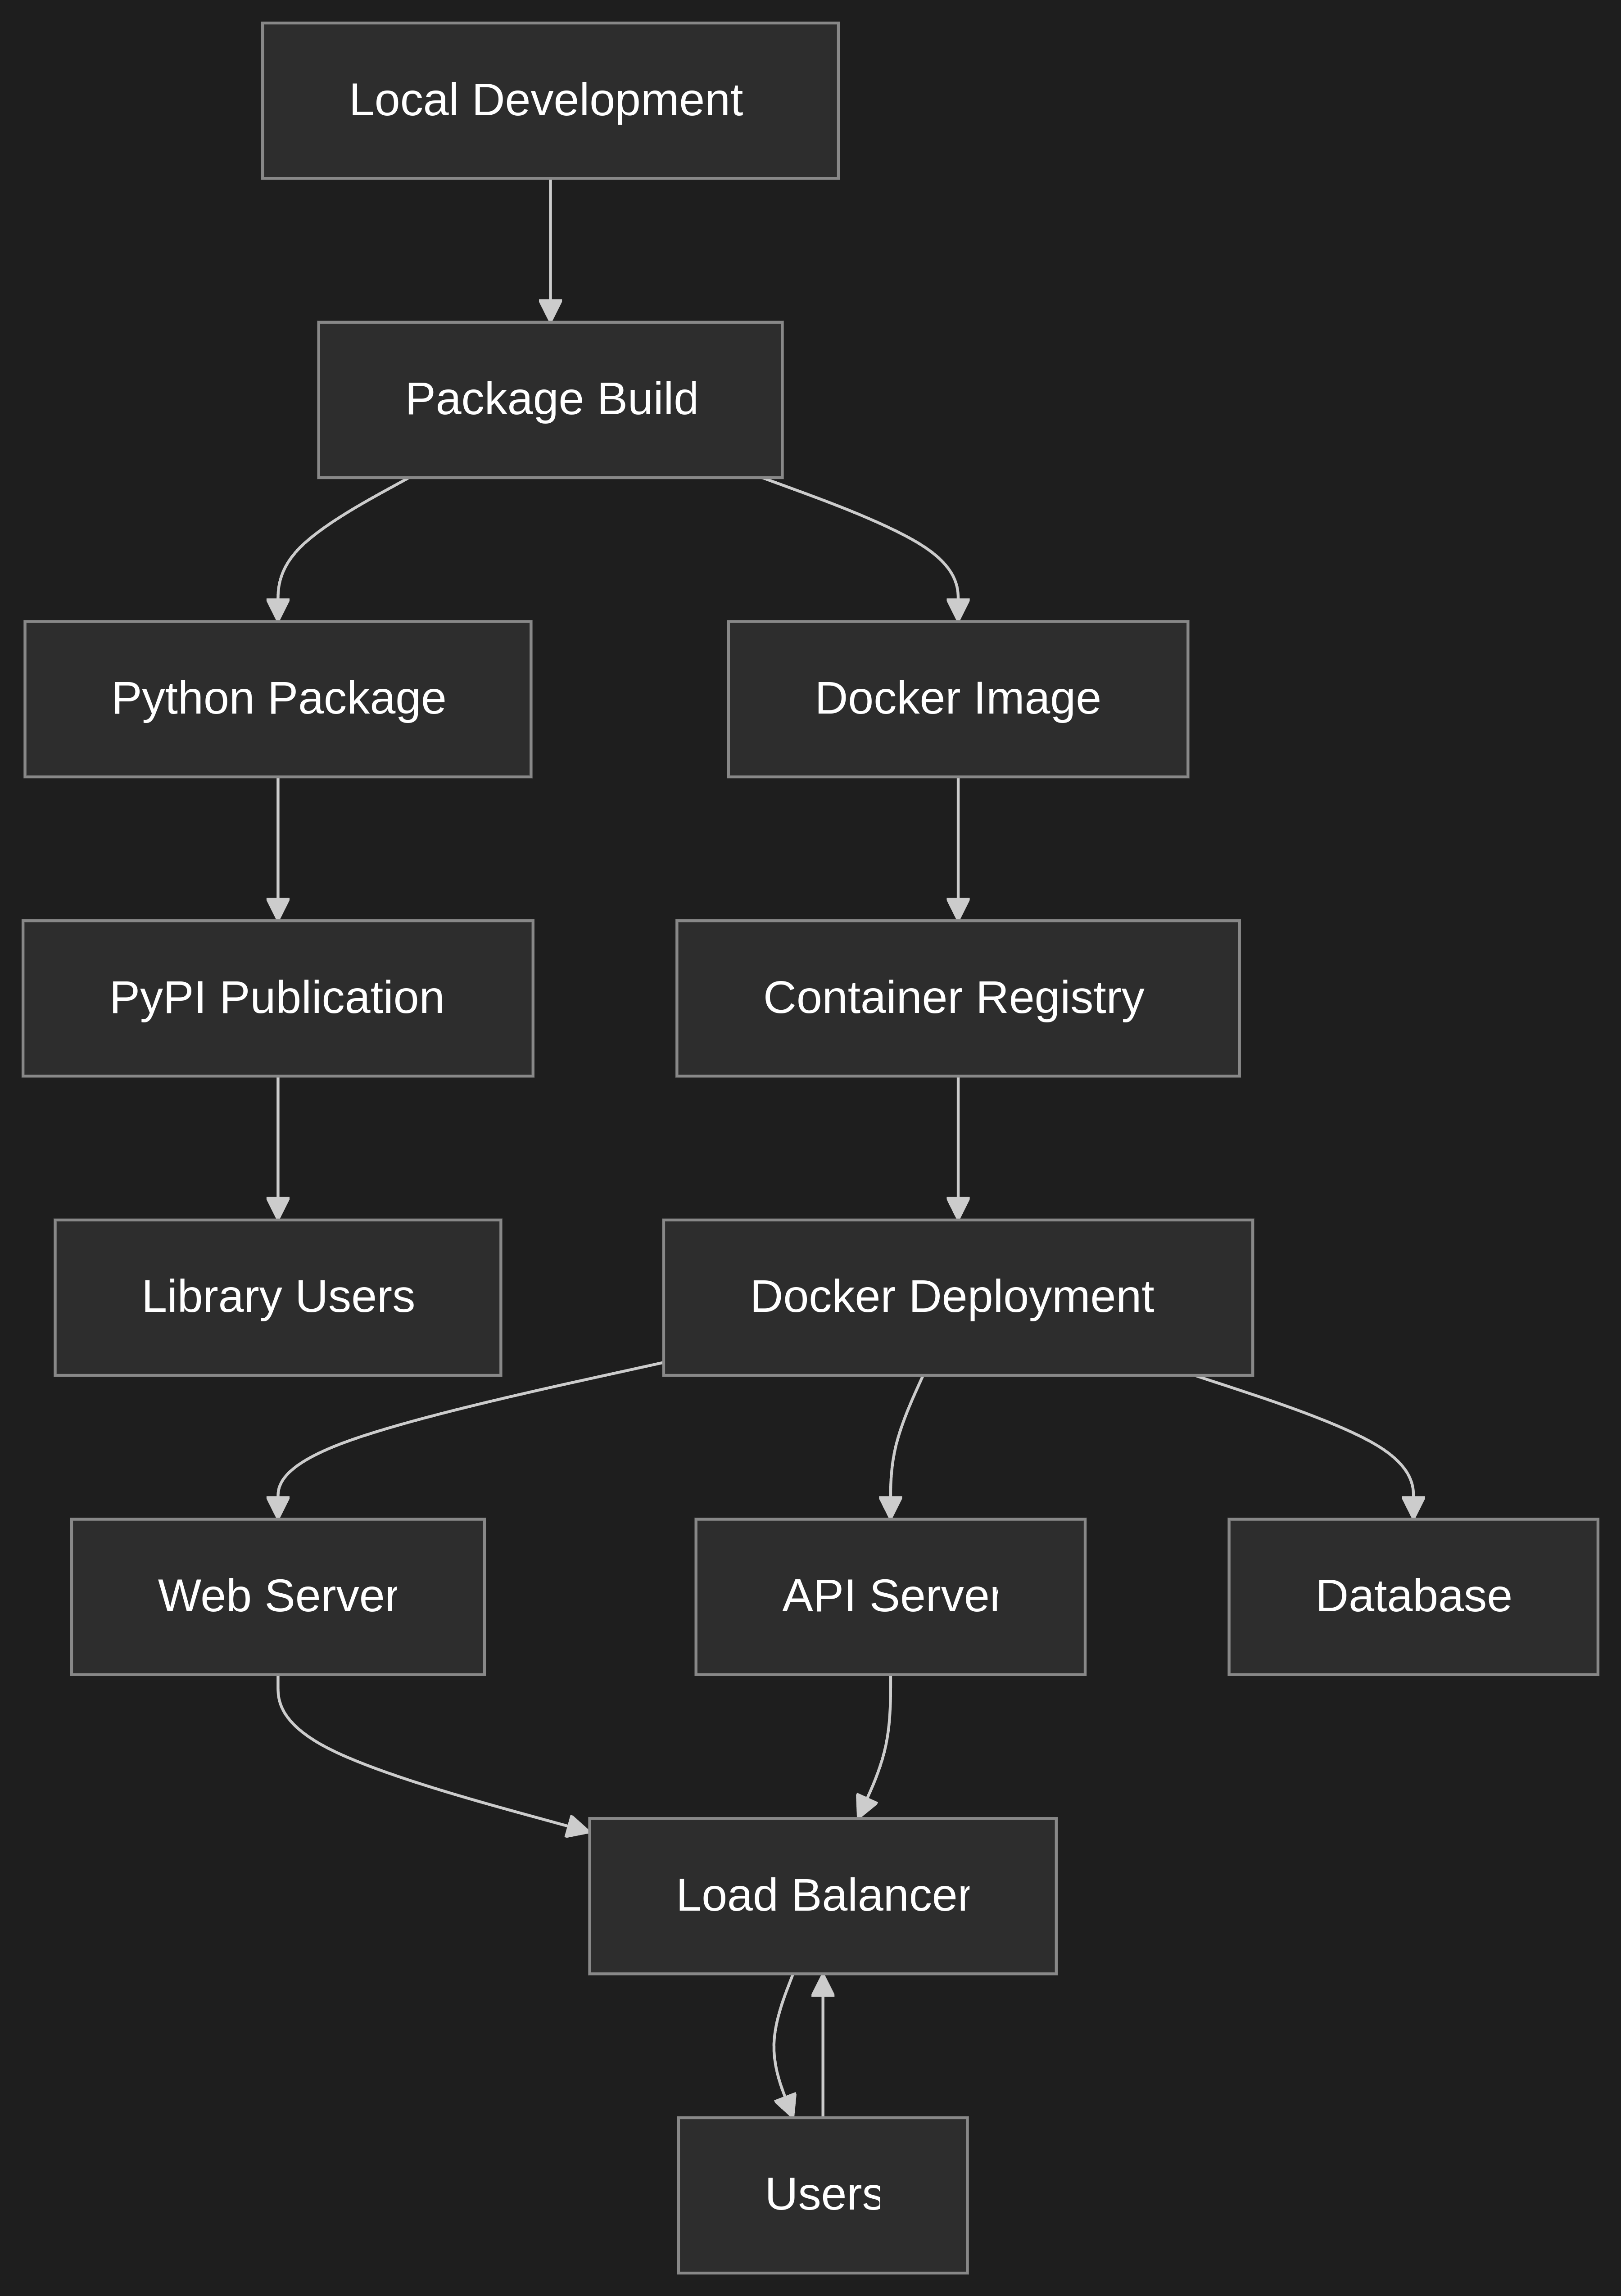 Local Development
Package Build
Python Package
Docker Image
PyPI Publication
Container Registry
Library Users
Docker Deployment
Web Server
API Server
Database
Load Balancer
Users